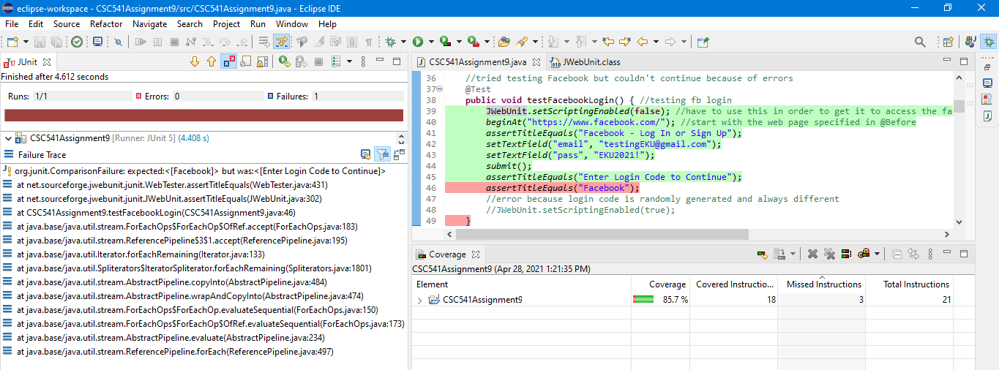 eclipse-workspace - CSC541Assignment9/src/CSC541Assignment9.java - Eclipse IDE
File Edit Source Refactor Navigate Search Project Run Window Help
JUnit
Finished after 4.612 seconds
Runs: 1/1 Errors: 0 Failures: 1
CSC541Assignment9 [Runner: JUnit 5] (4.408 s)
Failure Trace
org.junit.ComparisonFailure: expected:<[Facebook]> but was:<[Enter Login Code to Continue]>
at net.sourceforge.jwebunit.junit.WebTester.assertTitleEquals(WebTester.java:431)
at net.sourceforge.jwebunit.junit.JWebUnit.assertTitleEquals(JWebUnit.java:302)
at CSC541Assignment9.testFacebookLogin(CSC541Assignment9.java:46)
at java.base/java.util.stream.ForEachOps$ForEachOp$OfRef.accept(ForEachOps.java:183)
at java.base/java.util.stream.ReferencePipeline$3$1.accept(ReferencePipeline.java:195)
at java.base/java.util.Iterator.forEachRemaining(Iterator.java:133)
at java.base/java.util.Spliterators$IteratorSpliterator.forEachRemaining(Spliterators.java:1801)
at java.base/java.util.stream.AbstractPipeline.copyInto(AbstractPipeline.java:484)
at java.base/java.util.stream.AbstractPipeline.wrapAndCopyInto(AbstractPipeline.java:474)
at java.base/java.util.stream.ForEachOps$ForEachOp.evaluateSequential(ForEachOps.java:150)
at java.base/java.util.stream.ForEachOps$ForEachOp$OfRef.evaluateSequential(ForEachOps.java:173)
at java.base/java.util.stream.AbstractPipeline.evaluate(AbstractPipeline.java:234)
at java.base/java.util.stream.ReferencePipeline.forEach(ReferencePipeline.java:497)
CSC541Assignment9.java JWebUnit.class
36 //tried testing Facebook but couldn't continue because of errors
37 @Test
38 public void testFacebookLogin() { //testing fb login
39 JWebUnit.setScriptingEnabled(false); //have to use this in order to get it to access the fa
40 beginAt("https://www.facebook.com/"); //start with the web page specified in @Before
41 assertTitleEquals("Facebook - Log In or Sign Up");
42 setTextField("email", "testingEKU@gmail.com");
43 setTextField("pass", "EKU2021!");
44 submit();
45 assertTitleEquals("Enter Login Code to Continue");
46 assertTitleEquals("Facebook");
47 //error because login code is randomly generated and always different
48 //JWebUnit.setScriptingEnabled(true);
49 }
Coverage
CSC541Assignment9 (Apr 28, 2021 1:21:35 PM)
Element Coverage Covered Instructio... Missed Instructions Total Instructions
CSC541Assignment9 85.7 % 18 3 21